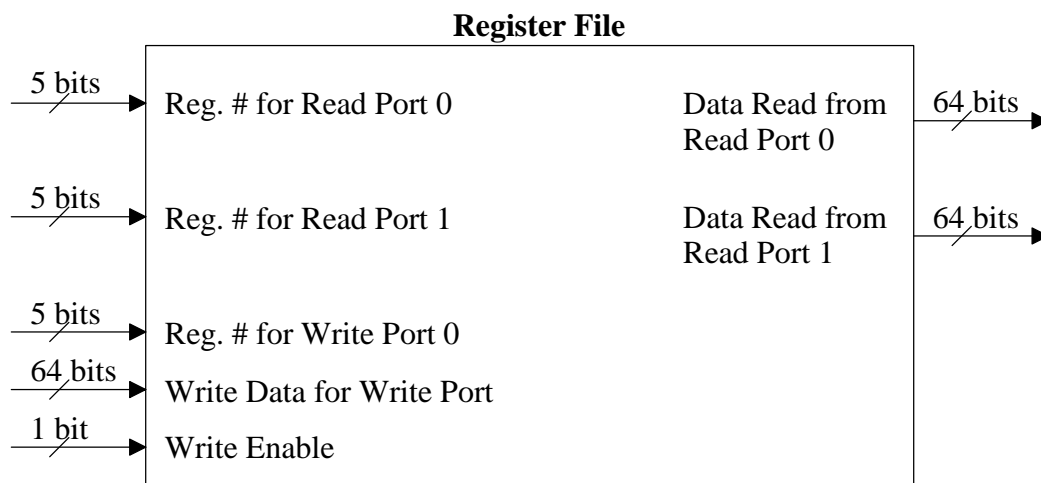 Register File
5 bits
Reg. # for Read Port 0
Data Read from
Read Port 0
64 bits
5 bits
Reg. # for Read Port 1
Data Read from
Read Port 1
64 bits
5 bits
Reg. # for Write Port 0
64 bits
Write Data for Write Port
1 bit
Write Enable